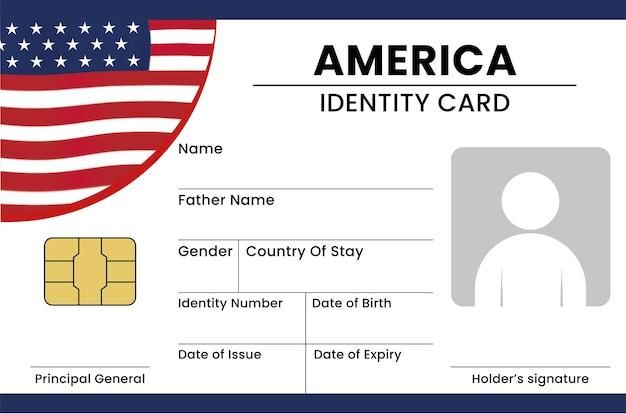 AMERICA
IDENTITY CARD
Name
Father Name
Gender
Country Of Stay
Identity Number
Date of Birth
Date of Issue
Date of Expiry
Principal General
Holder's signature